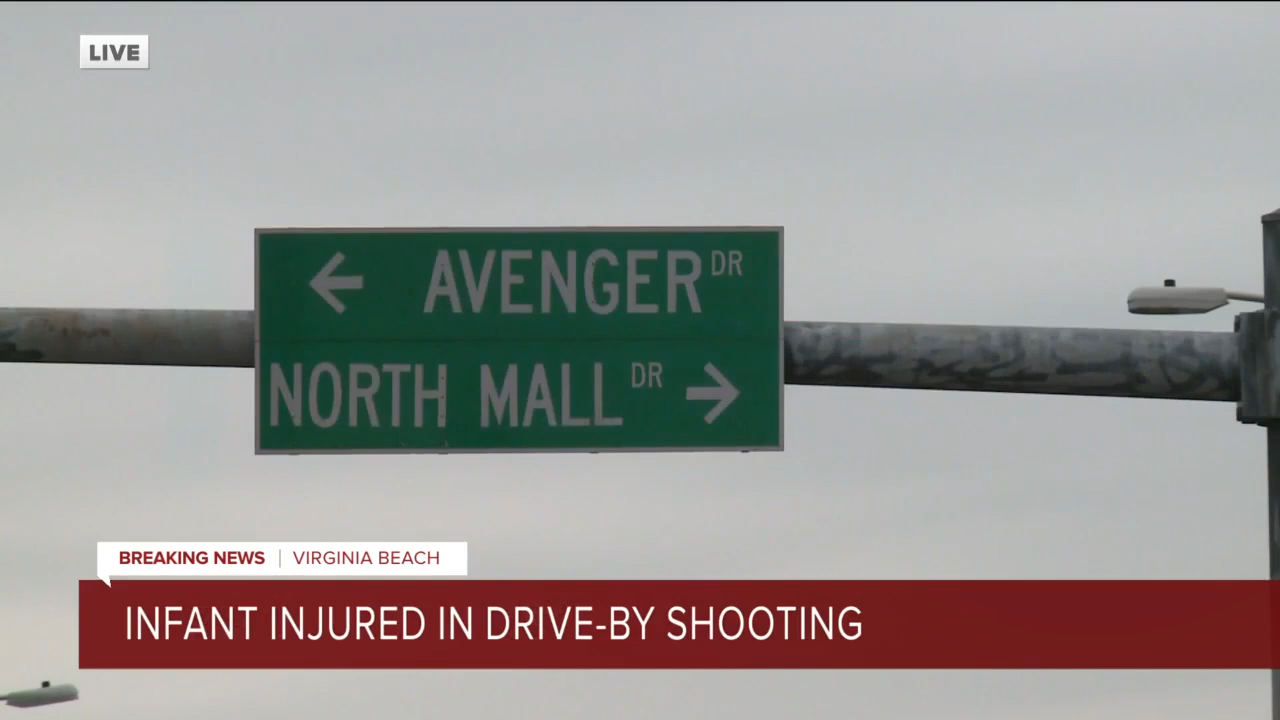 LIVE
← AVENGER DR
NORTH MALL DR →
BREAKING NEWS | VIRGINIA BEACH
INFANT INJURED IN DRIVE-BY SHOOTING